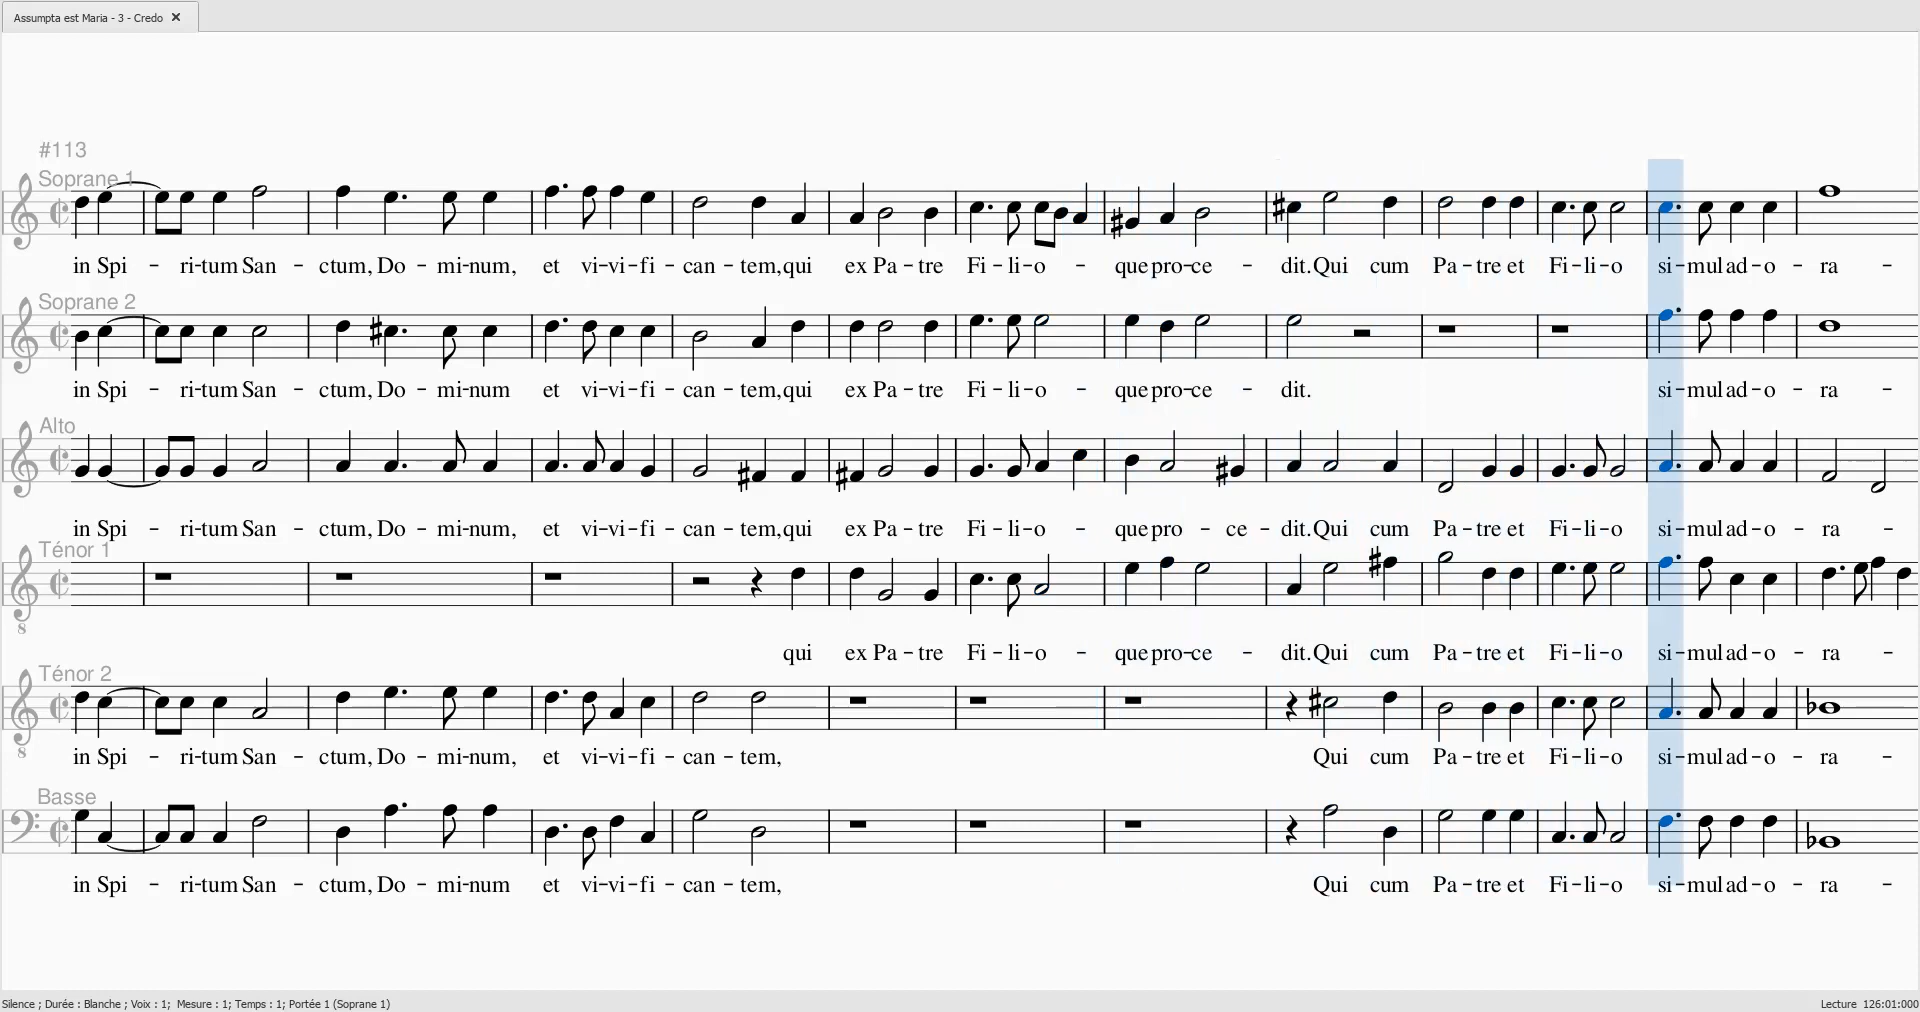 Assumpta est Maria - 3 - Credo ✕
#113
Soprane 1
in Spi - ri-tum San - ctum, Do - mi-num, et vi-vi-fi - can - tem, qui ex Pa - tre Fi - li-o - que pro-ce - dit. Qui cum Pa - tre et Fi-li-o si-mul ad-o - ra -
Soprane 2
in Spi - ri-tum San - ctum, Do - mi-num et vi-vi-fi - can - tem, qui ex Pa - tre Fi - li-o - que pro-ce - dit. si-mul ad-o - ra -
Alto
in Spi - ri-tum San - ctum, Do - mi-num, et vi-vi-fi - can - tem, qui ex Pa - tre Fi - li-o - que pro - ce - dit. Qui cum Pa - tre et Fi-li-o si-mul ad-o - ra -
Ténor 1
8
qui ex Pa - tre Fi - li-o - que pro-ce - dit. Qui cum Pa - tre et Fi-li-o si-mul ad-o - ra -
Ténor 2
8
in Spi - ri-tum San - ctum, Do - mi-num, et vi-vi-fi - can - tem, Qui cum Pa - tre et Fi-li-o si-mul ad-o - ra -
Basse
in Spi - ri-tum San - ctum, Do - mi-num et vi-vi-fi - can - tem, Qui cum Pa - tre et Fi-li-o si-mul ad-o - ra -
Silence ; Durée : Blanche ; Voix : 1;  Mesure : 1; Temps : 1; Portée 1 (Soprane 1)
Lecture 126:01:000